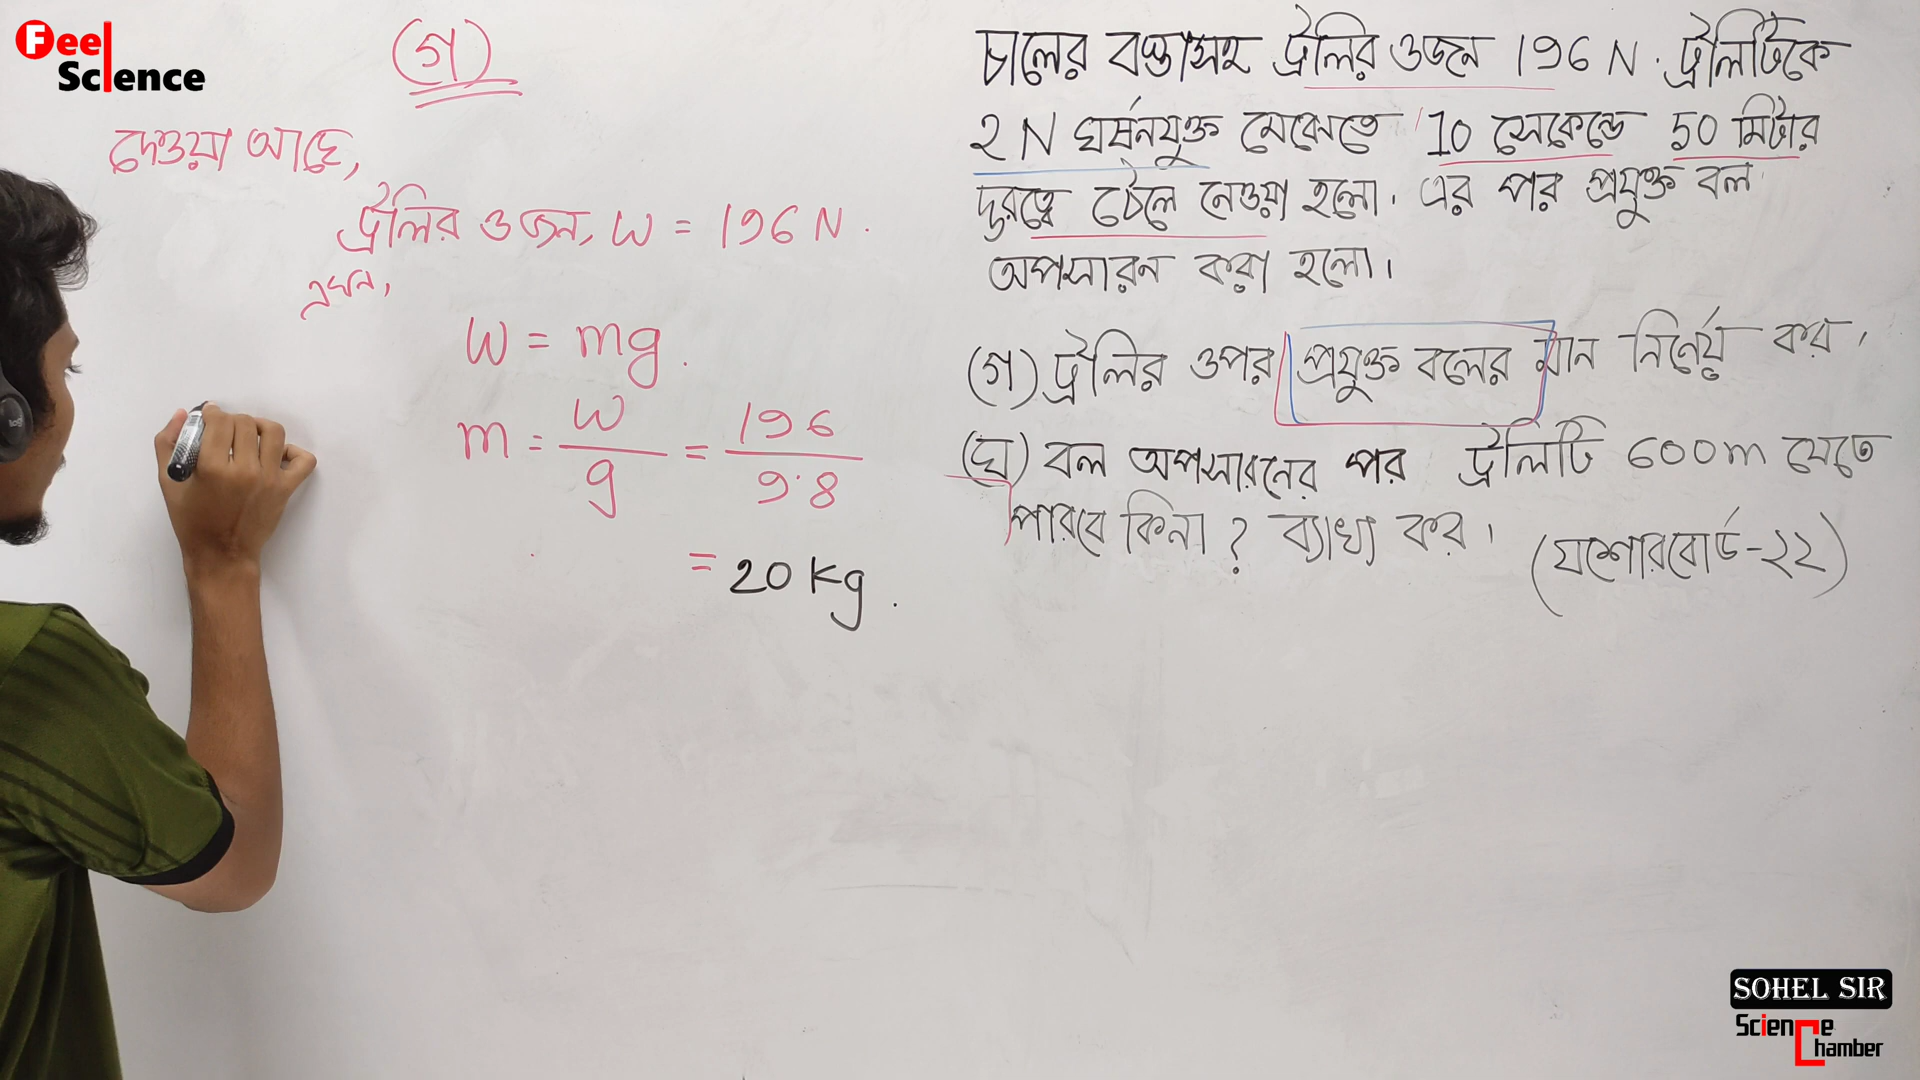 Feel
Science
(গ)
দেওয়া আছে,
ট্রলির ওজন, W = 196 N.
এখন,
W = mg.
m = W/g = 196/9.8
= 20 Kg.
চালের বস্তাসহ ট্রলির ওজন 196 N. ট্রলিটিকে
2 N ঘর্ষনযুক্ত মেঝেতে 10 সেকেন্ডে 50 মিটার
দুরত্বে ঠেলে নেওয়া হলো। এর পর প্রযুক্ত বল
অপসারন করা হলো।
(গ) ট্রলির ওপর প্রযুক্ত বলের মান নির্ণেয় কর।
(ঘ) বল অপসারনের পর ট্রলিটি 600m যেতে
পারবে কিনা? ব্যাখ্য কর।
(যশোরবোর্ড-২২)
SOHEL SIR
Science
Chamber